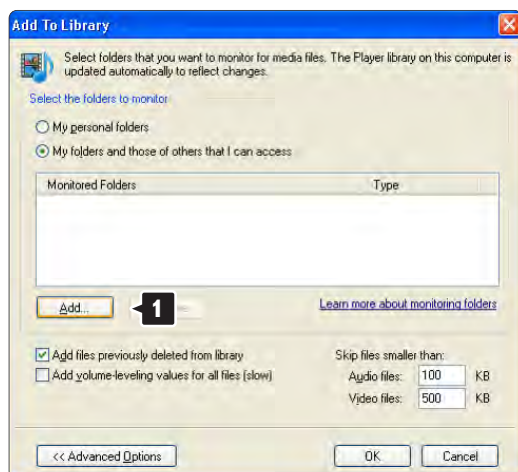 Add To Library
Select folders that you want to monitor for media files. The Player library on this computer is
updated automatically to reflect changes.
Select the folders to monitor
My personal folders
My folders and those of others that I can access
Monitored Folders Type
Add... 1 Learn more about monitoring folders
Add files previously deleted from library Skip files smaller than:
Add volume-leveling values for all files (slow) Audio files: 100 KB
Video files: 500 KB
<< Advanced Options OK Cancel